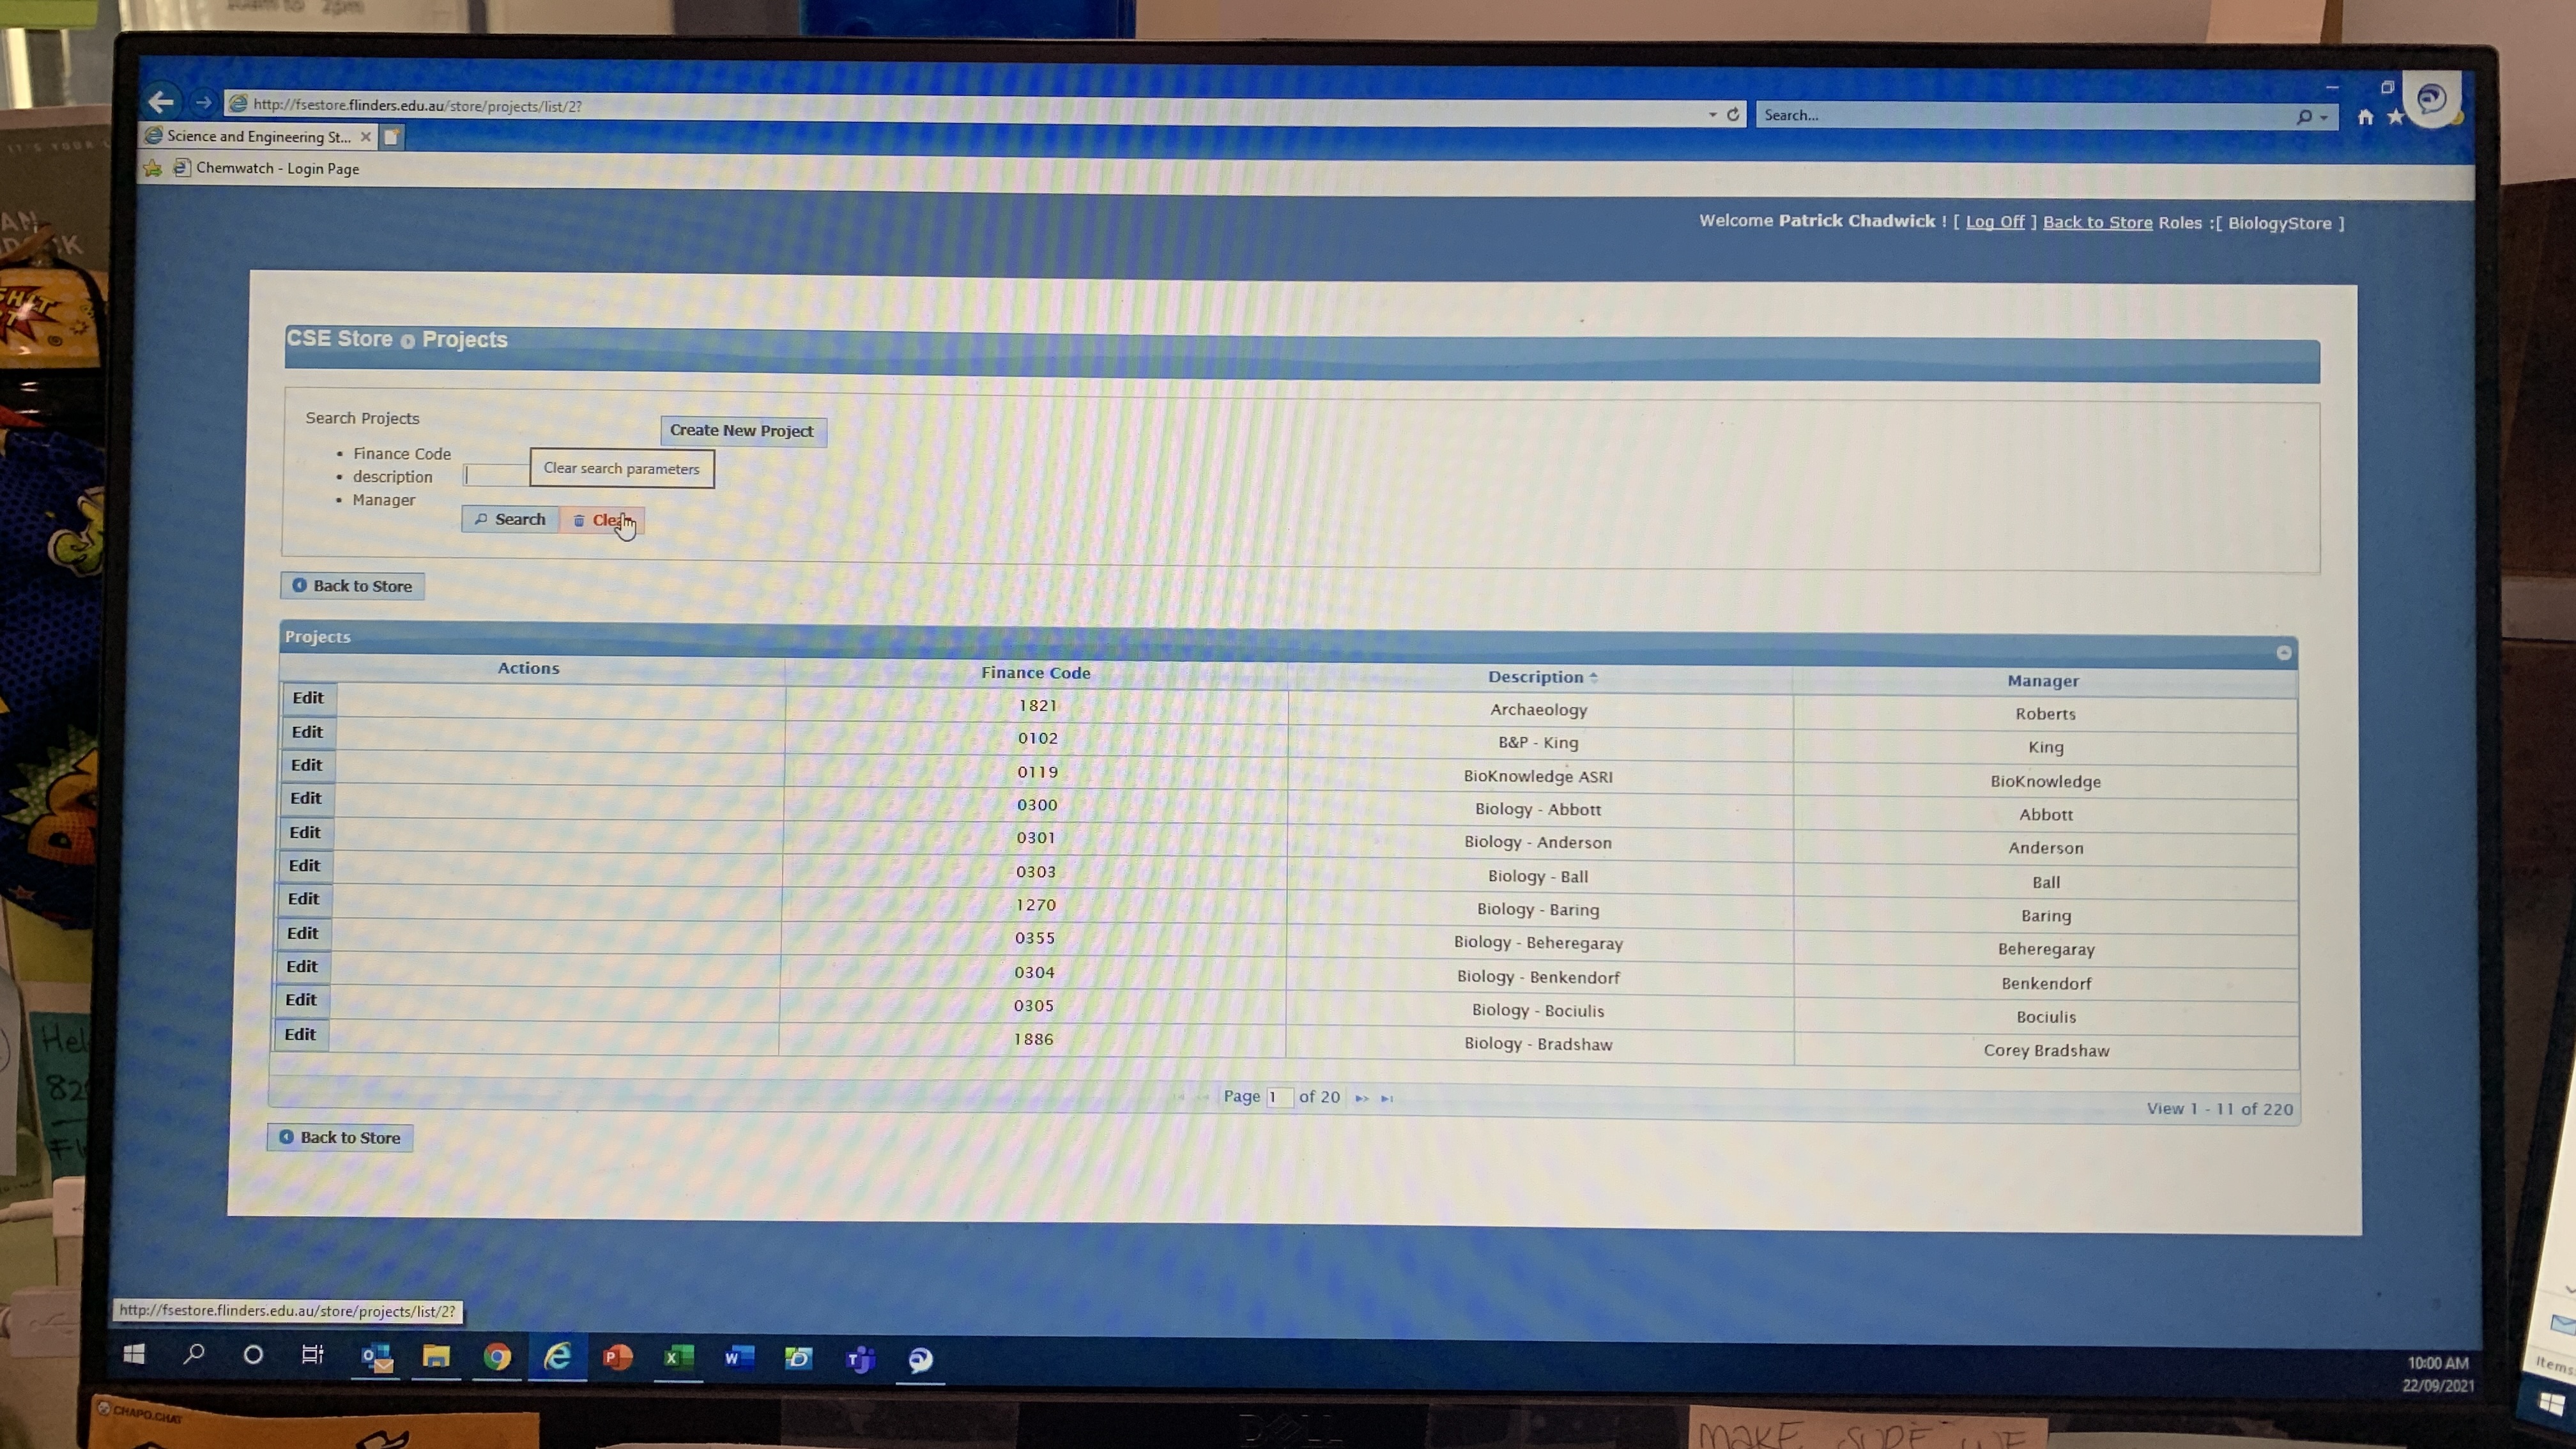 10am to 2pm
http://fsestore.flinders.edu.au/store/projects/list/2?
Search...
Science and Engineering St...
Chemwatch - Login Page
Welcome Patrick Chadwick ! [ Log Off ] Back to Store Roles :[ BiologyStore ]
CSE Store Projects
Search Projects
Create New Project
• Finance Code
• description
Clear search parameters
• Manager
Search
Back to Store
Projects
Actions Finance Code Description Manager
Edit 1821 Archaeology Roberts
Edit 0102 B&P - King King
Edit 0119 BioKnowledge ASRI BioKnowledge
Edit 0300 Biology - Abbott Abbott
Edit 0301 Biology - Anderson Anderson
Edit 0303 Biology - Ball Ball
Edit 1270 Biology - Baring Baring
Edit 0355 Biology - Beheregaray Beheregaray
Edit 0304 Biology - Benkendorf Benkendorf
Edit 0305 Biology - Bociulis Bociulis
Edit 1886 Biology - Bradshaw Corey Bradshaw
Page 1 of 20
View 1 - 11 of 220
Back to Store
http://fsestore.flinders.edu.au/store/projects/list/2?
10:00 AM
22/09/2021
Items
CHAPO.CHAT
DELL
MAKE SURE WE